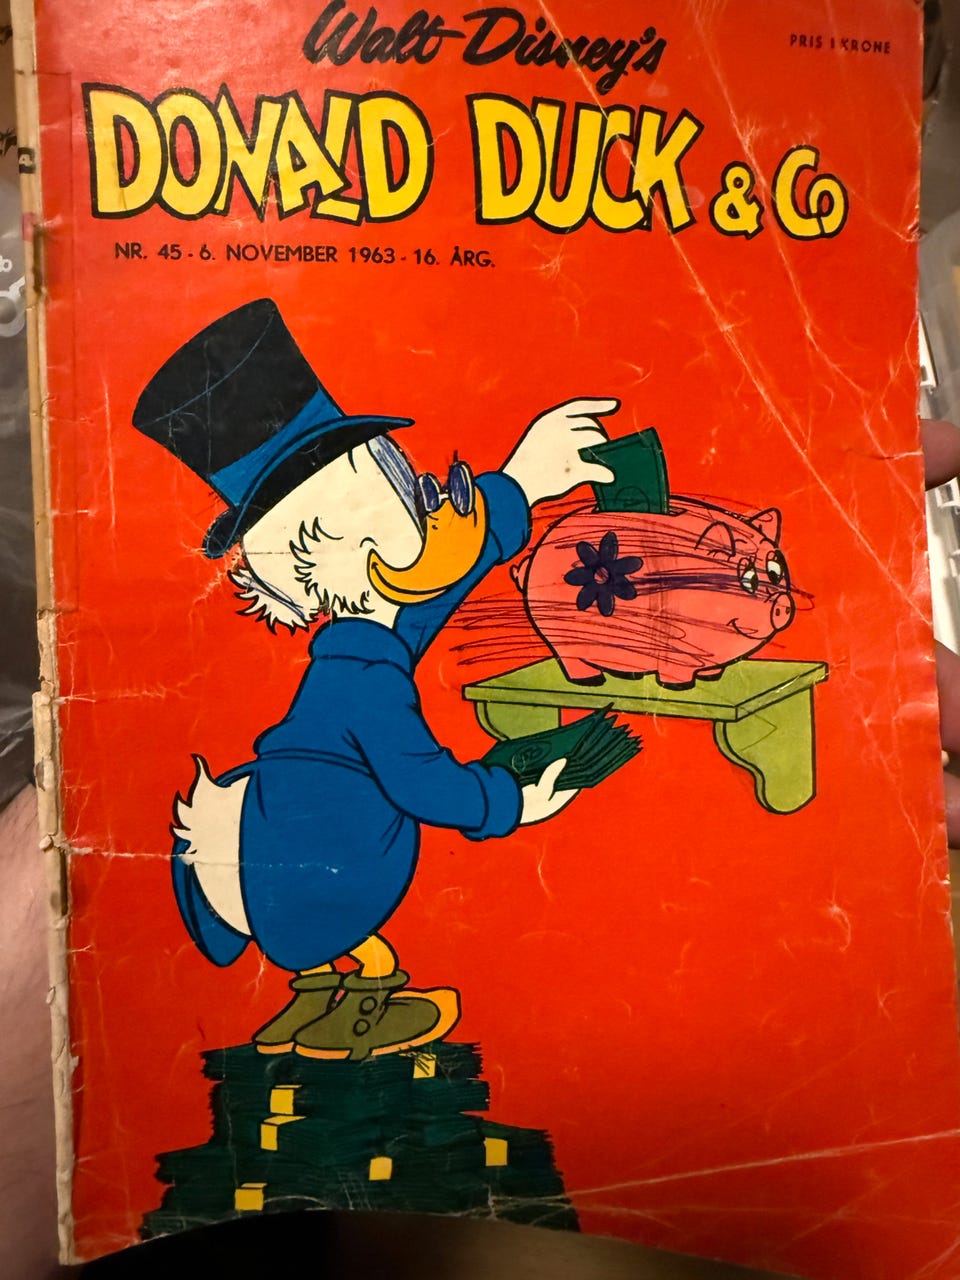 Walt Disney's
PRIS 1 KRONE
DONALD DUCK & Co
NR. 45 - 6. NOVEMBER 1963 - 16. ÅRG.